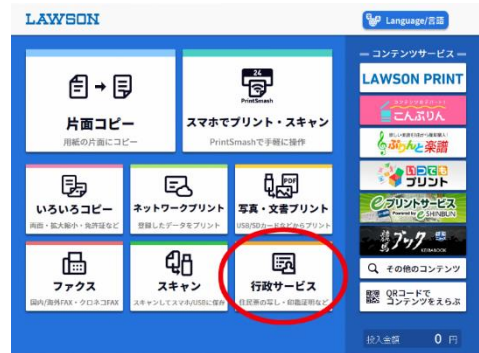 LAWSON
Language/言語
片面コピー
用紙の片面にコピー
24
PrintSmash
スマホで
プリント・スキャン
PrintSmashで手軽に操作
いろいろコピー
両面・拡大縮小・免許証など
ネットワークプリント
登録したデータをプリント
PDF
写真・文書プリント
USB/SDカードなどからプリント
ファクス
国内/海外FAX・クロネコFAX
スキャン
スキャンしてスマホ/USBに保存
行政サービス
住民票の写し・印鑑証明など
コンテンツサービス
LAWSON PRINT
こんぷりん
ぷりんと楽譜
いつでも
プリント
eプリントサービス
Powered by e-SHINBUN
競馬ブック
KEIBABOOK
その他のコンテンツ
QRコードで
コンテンツをえらぶ
投入金額 0 円